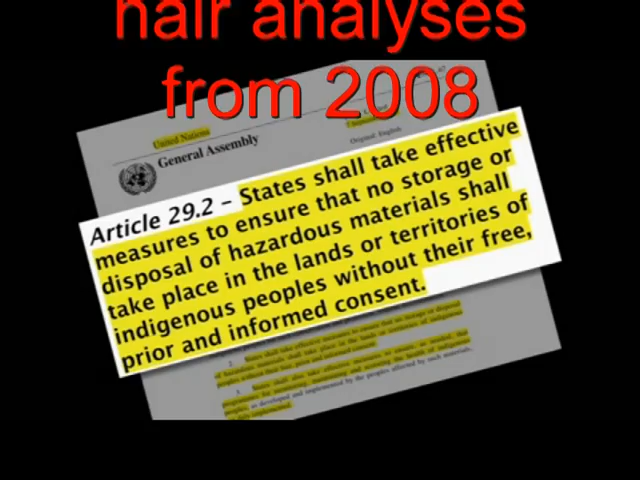 hair analyses
from 2008
United Nations
General Assembly
Original: English
Article 29.2 – States shall take effective
measures to ensure that no storage or
disposal of hazardous materials shall
take place in the lands or territories of
indigenous peoples without their free,
prior and informed consent.